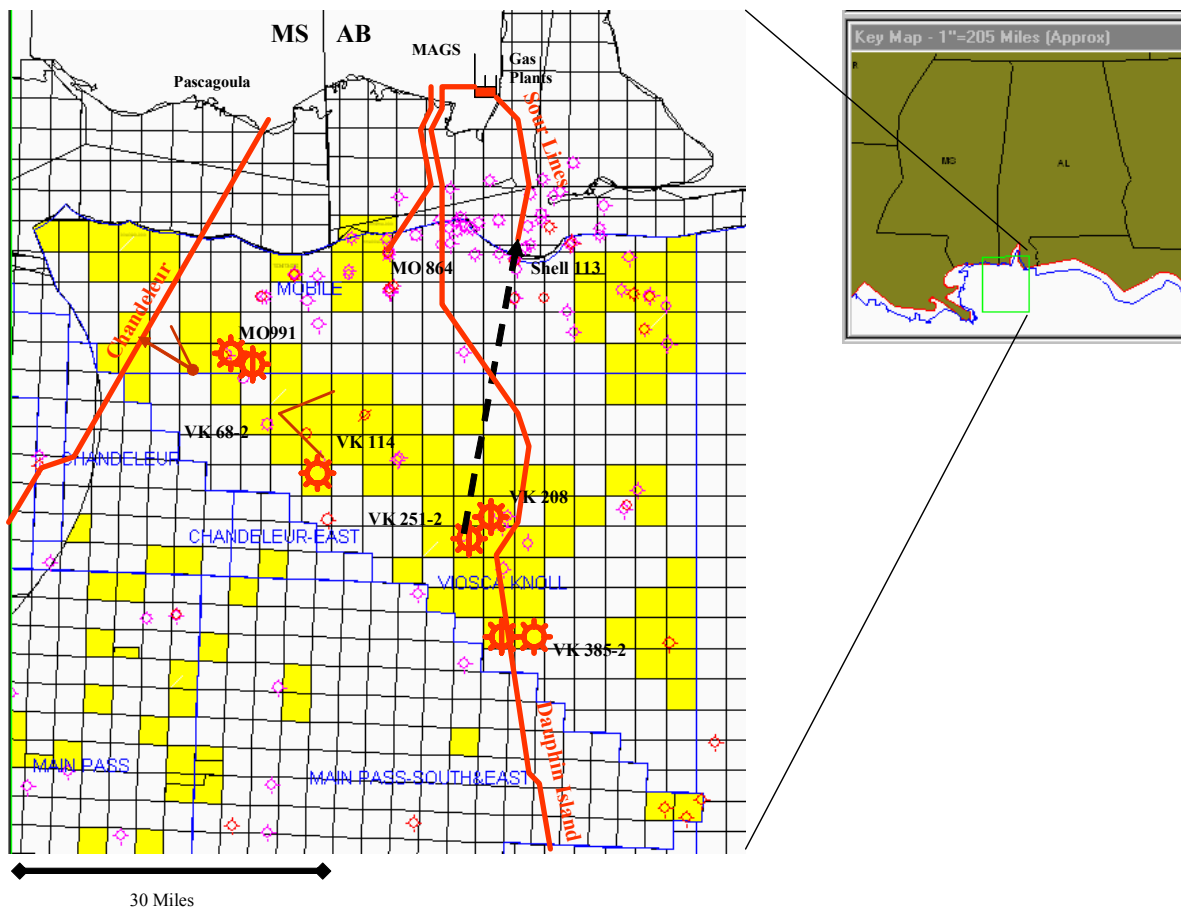 MS AB
MAGS
Gas
Plants
Pascagoula
Sour Lines
MO 864
Shell 113
MOBILE
Chandeleur
MO991
VK 68-2
VK 114
CHANDELEUR
VK 208
VK 251-2
CHANDELEUR-EAST
VIOSCA KNOLL
VK 385-2
Dauphin Island
MAIN PASS
MAIN PASS-SOUTH&EAST
30 Miles
Key Map - 1"=205 Miles (Approx)
R
MS
AL